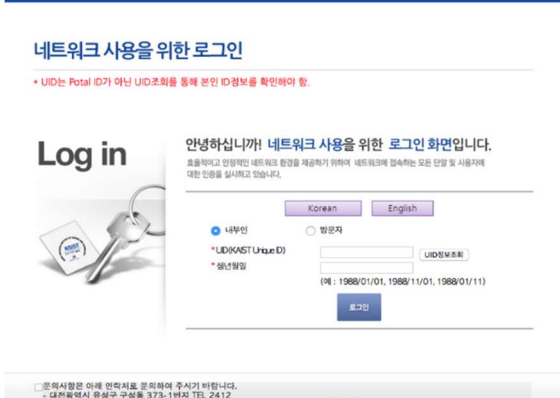 네트워크 사용을 위한 로그인
* UID는 Potal ID가 아닌 UID조회를 통해 본인 ID정보를 확인해야 함.
Log in
안녕하십니까! 네트워크 사용을 위한 로그인 화면입니다.
효율적이고 안정적인 네트워크 환경을 제공하기 위하여 네트워크에 접속하는 모든 단말 및 사용자에
대한 인증을 실시하고 있습니다.
Korean English
내부인 방문자
*UID(KAIST Unique ID) UID정보조회
*생년월일
(예 : 1988/01/01, 1988/11/01, 1988/01/11)
로그인
KAIST
문의사항은 아래 연락처로 문의하여 주시기 바랍니다.
- 대전광역시 유성구 구성동 373-1번지 TEL 2412